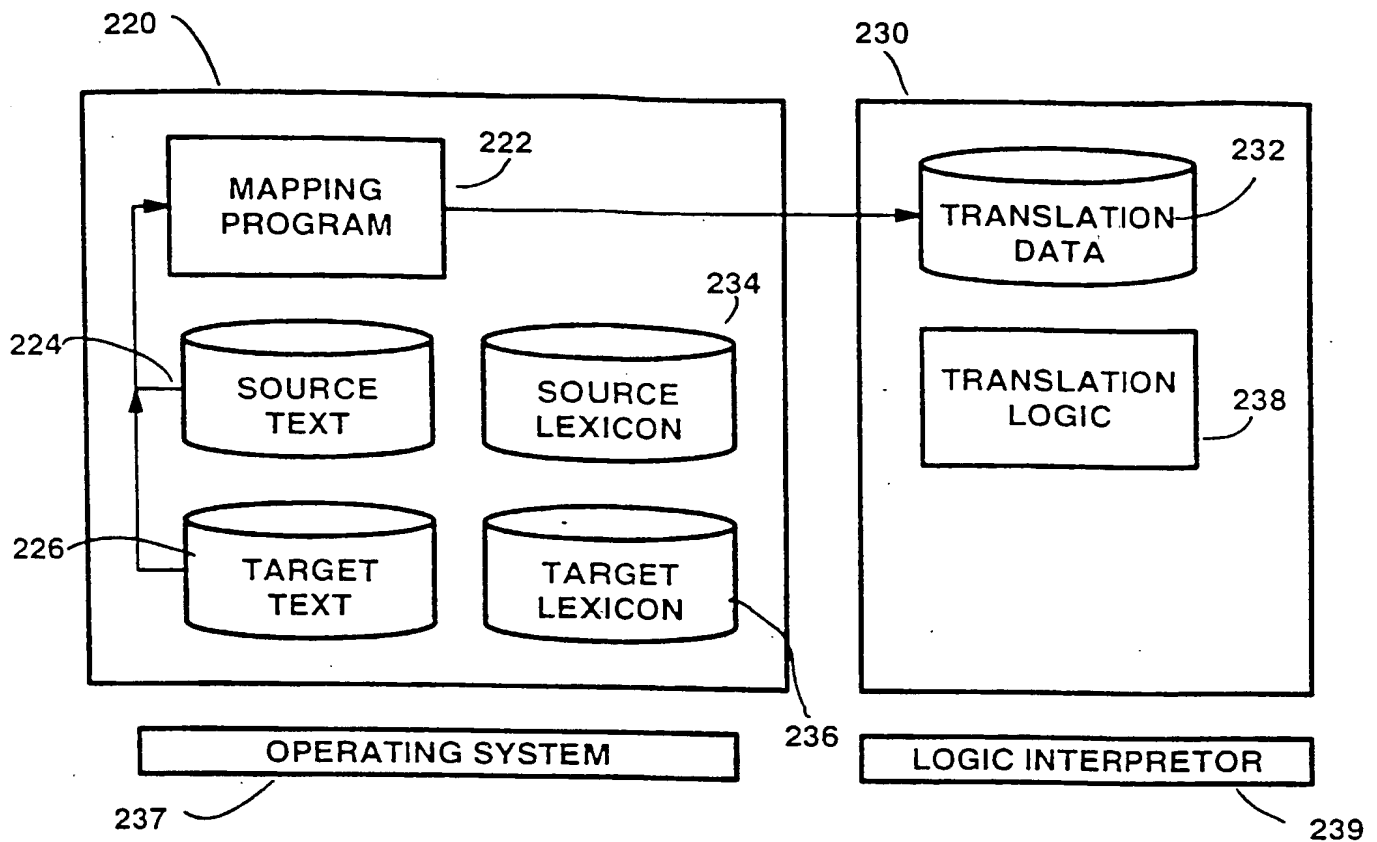 220
230
MAPPING
PROGRAM
222
TRANSLATION
DATA
232
224
SOURCE
TEXT
234
SOURCE
LEXICON
TRANSLATION
LOGIC
238
226
TARGET
TEXT
TARGET
LEXICON
236
OPERATING SYSTEM
237
LOGIC INTERPRETOR
239